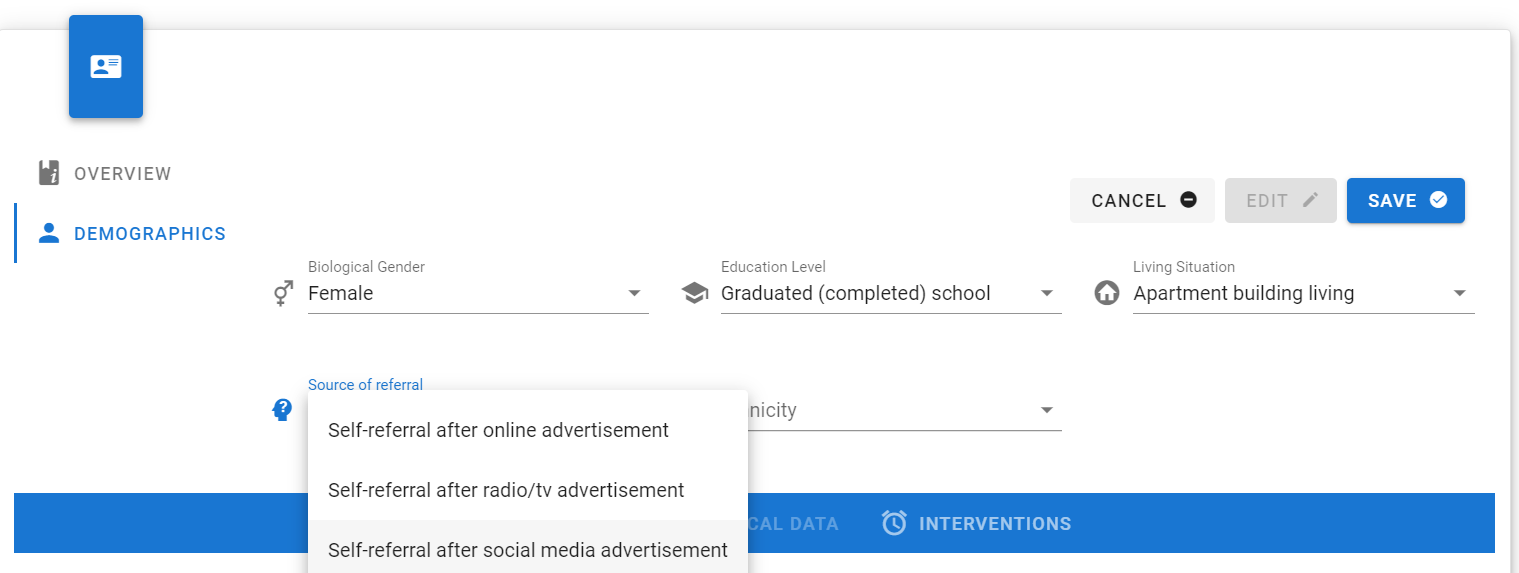 OVERVIEW
DEMOGRAPHICS
CANCEL
EDIT
SAVE
Biological Gender
Female
Education Level
Graduated (completed) school
Living Situation
Apartment building living
Source of referral
nicity
Self-referral after online advertisement
Self-referral after radio/tv advertisement
Self-referral after social media advertisement
CAL DATA
INTERVENTIONS